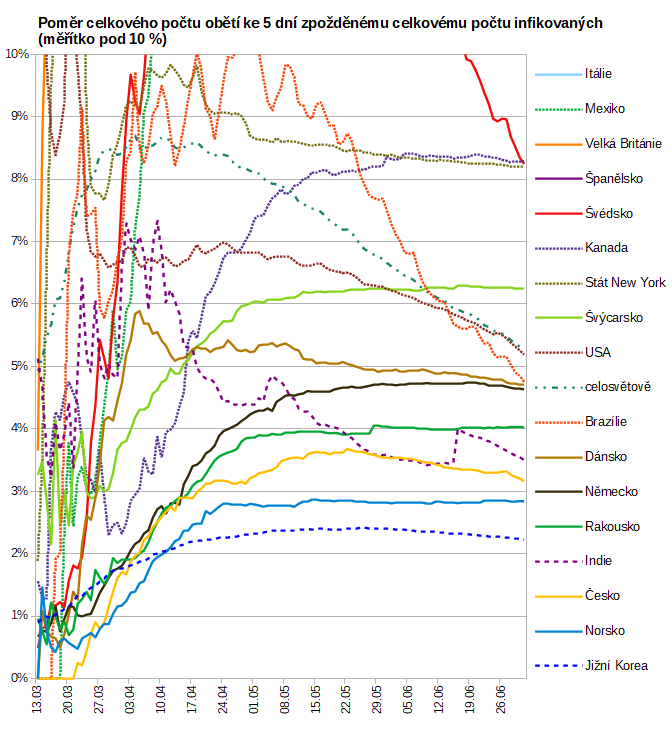 Poměr celkového počtu obětí ke 5 dní zpožděnému celkovému počtu infikovaných
(měřítko pod 10 %)
10%
9%
8%
7%
6%
5%
4%
3%
2%
1%
0%
13.03
20.03
27.03
03.04
10.04
17.04
24.04
01.05
08.05
15.05
22.05
29.05
05.06
12.06
19.06
26.06
Itálie
Mexiko
Velká Británie
Španělsko
Švédsko
Kanada
Stát New York
Švýcarsko
USA
celosvětově
Brazílie
Dánsko
Německo
Rakousko
Indie
Česko
Norsko
Jižní Korea